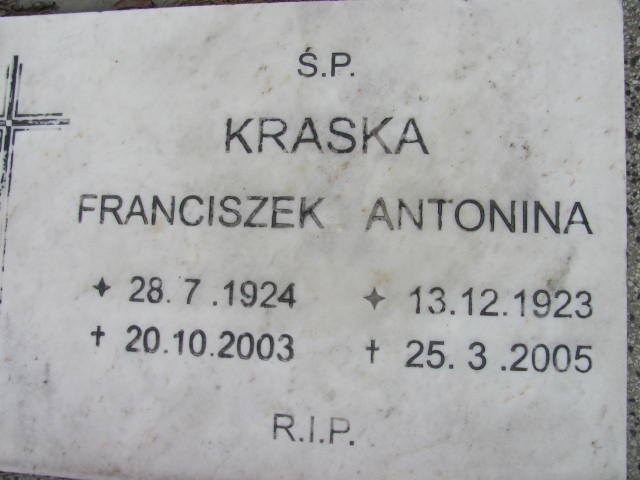 Ś.P.
KRASKA
FRANCISZEK ANTONINA
✦ 28.7.1924 ✦ 13.12.1923
† 20.10.2003 † 25.3.2005
R.I.P.